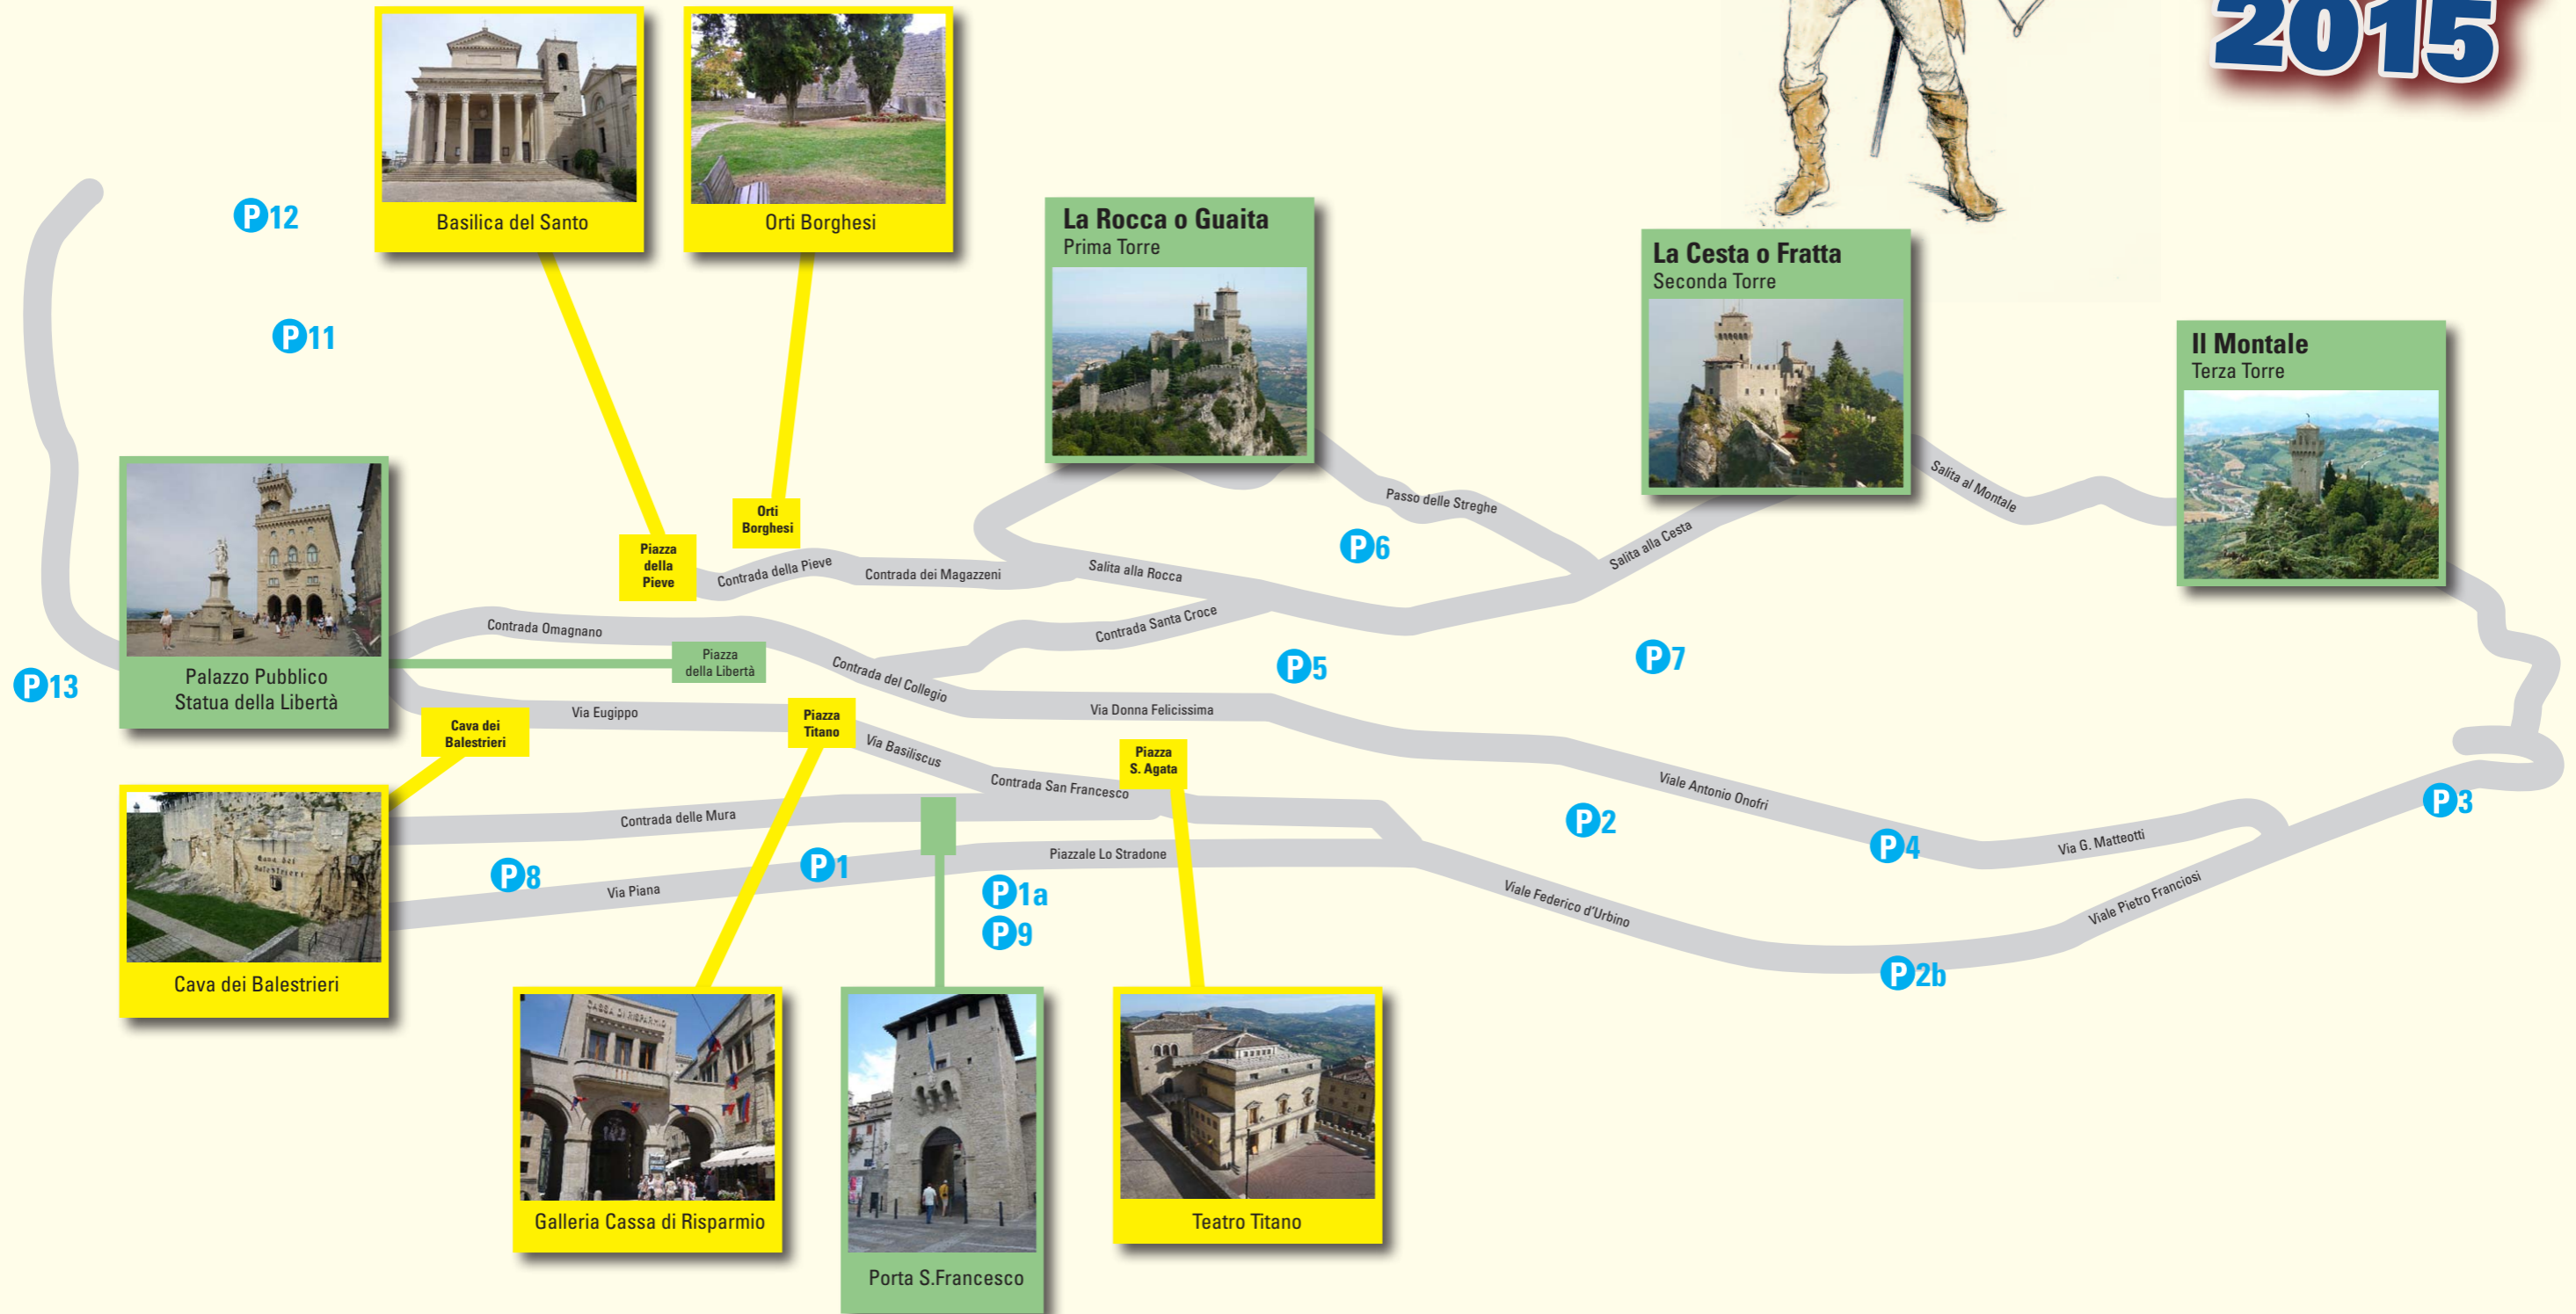 2015
Basilica del Santo
Orti Borghesi
P12
P11
La Rocca o Guaita
Prima Torre
La Cesta o Fratta
Seconda Torre
Il Montale
Terza Torre
Palazzo Pubblico
Statua della Libertà
P13
Piazza
della
Pieve
Orti
Borghesi
Contrada della Pieve
Contrada dei Magazzeni
Salita alla Rocca
Passo delle Streghe
P6
Salita alla Cesta
Salita al Montale
Contrada Omagnano
Piazza
della Libertà
Contrada Santa Croce
Contrada del Collegio
P5
P7
Via Eugippo
Cava dei
Balestrieri
Piazza
Titano
Via Basiliscus
Via Donna Felicissima
Piazza
S. Agata
Contrada San Francesco
Viale Antonio Onofri
P2
P4
P3
Via G. Matteotti
Contrada delle Mura
Piazzale Lo Stradone
P8
P1
Via Piana
P1a
P9
Viale Federico d'Urbino
Viale Pietro Franciosi
P2b
Cava dei
Balestrieri
Cava dei Balestrieri
CASSA DI RISPARMIO
Galleria Cassa di Risparmio
Porta S.Francesco
Teatro Titano